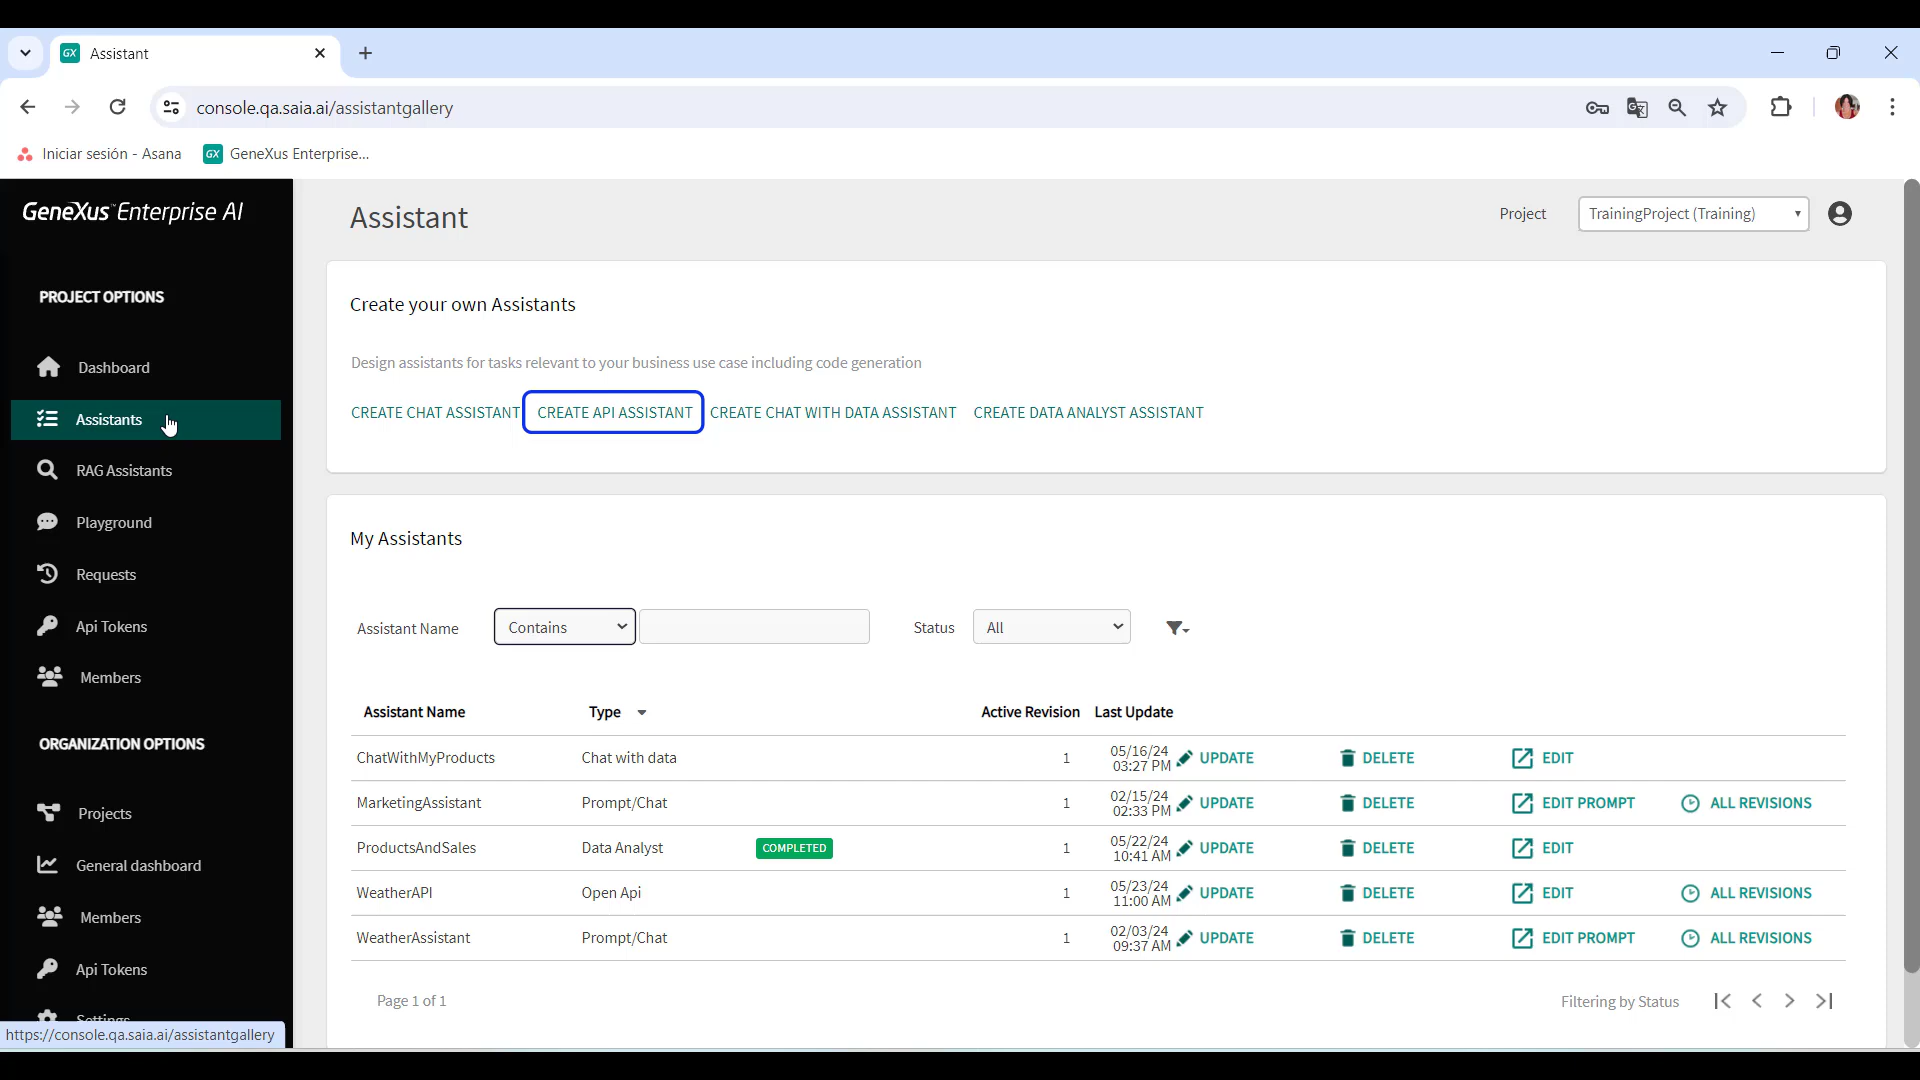 Assistant
console.qa.saia.ai/assistantgallery
Iniciar sesión - Asana
GX GeneXus Enterprise...
GeneXus™ Enterprise AI
PROJECT OPTIONS
Dashboard
Assistants
RAG Assistants
Playground
Requests
Api Tokens
Members
ORGANIZATION OPTIONS
Projects
General dashboard
Members
Api Tokens
Settings
https://console.qa.saia.ai/assistantgallery
Assistant
Project TrainingProject (Training)
Create your own Assistants
Design assistants for tasks relevant to your business use case including code generation
CREATE CHAT ASSISTANT CREATE API ASSISTANT CREATE CHAT WITH DATA ASSISTANT CREATE DATA ANALYST ASSISTANT
My Assistants
Assistant Name Contains Status All
Assistant Name Type Active Revision Last Update
ChatWithMyProducts Chat with data 1 05/16/24 03:27 PM UPDATE DELETE EDIT
MarketingAssistant Prompt/Chat 1 02/15/24 02:33 PM UPDATE DELETE EDIT PROMPT ALL REVISIONS
ProductsAndSales Data Analyst COMPLETED 1 05/22/24 10:41 AM UPDATE DELETE EDIT
WeatherAPI Open Api 1 05/23/24 11:00 AM UPDATE DELETE EDIT ALL REVISIONS
WeatherAssistant Prompt/Chat 1 02/03/24 09:37 AM UPDATE DELETE EDIT PROMPT ALL REVISIONS
Page 1 of 1 Filtering by Status